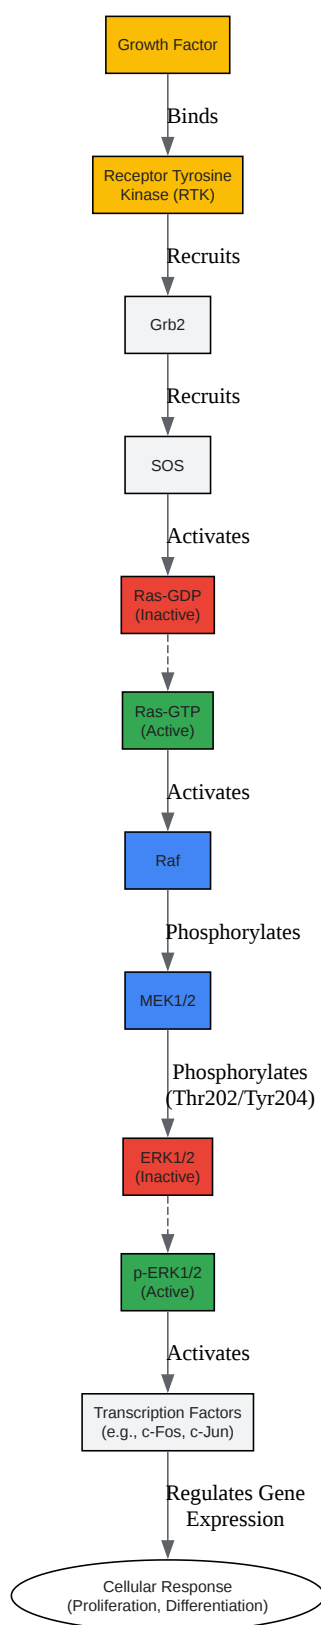 Growth Factor
Binds
Receptor Tyrosine
Kinase (RTK)
Recruits
Grb2
Recruits
SOS
Activates
Ras-GDP
(Inactive)
Ras-GTP
(Active)
Activates
Raf
Phosphorylates
MEK1/2
Phosphorylates
(Thr202/Tyr204)
ERK1/2
(Inactive)
p-ERK1/2
(Active)
Activates
Transcription Factors
(e.g., c-Fos, c-Jun)
Regulates Gene
Expression
Cellular Response
(Proliferation, Differentiation)